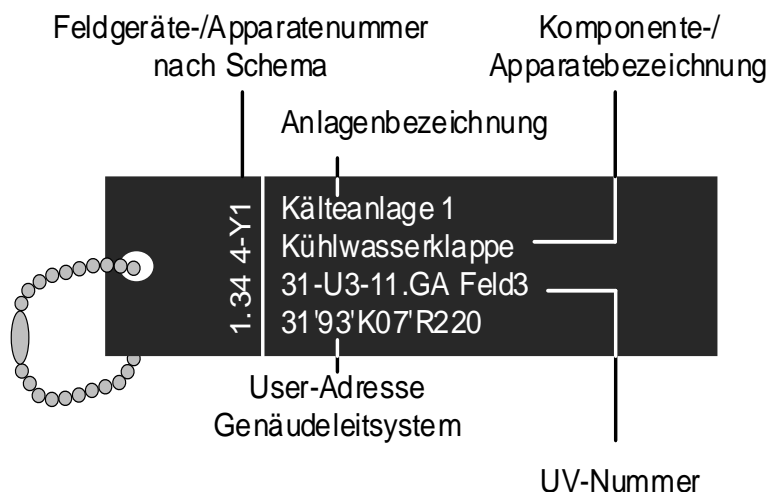 Feldgeräte-/Apparatenummer
nach Schema
Komponente-/
Apparatebezeichnung
Anlagenbezeichnung
1.34 4-Y1
Kälteanlage 1
Kühlwasserklappe
31-U3-11.GA Feld3
31'93'K07'R220
User-Adresse
Genäudeleitsystem
UV-Nummer